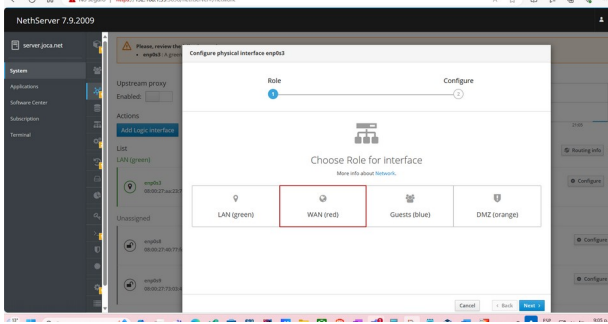 NethServer 7.9.2009
server.joca.net
System
Applications
Software Center
Subscription
Terminal
Please, review the
Upstream proxy
Enabled:
Actions
Add Logic interface
List
LAN (green)
enp0s3
Unassigned
enp0s8
enp0s9
Configure physical interface enp0s3
Role
Configure
1
2
Choose Role for interface
More info about Network.
LAN (green)
WAN (red)
Guests (blue)
DMZ (orange)
Cancel
Back
Next
Routing info
Configure
Configure
Configure